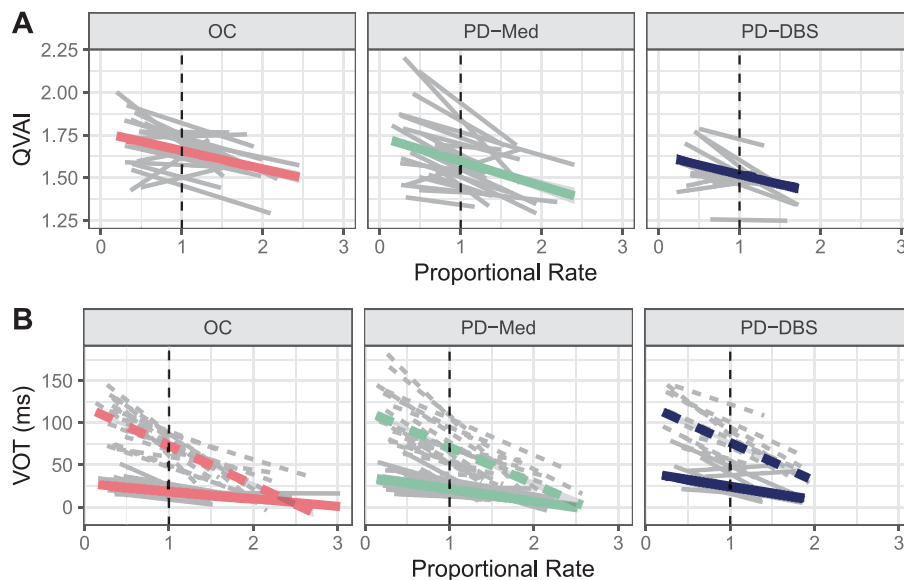 A
OC
PD−Med
PD−DBS
QVAI
2.25
2.00
1.75
1.50
1.25
0 1 2 3
0 1 2 3
0 1 2 3
Proportional Rate
B
OC
PD−Med
PD−DBS
VOT (ms)
150
100
50
0
0 1 2 3
0 1 2 3
0 1 2 3
Proportional Rate